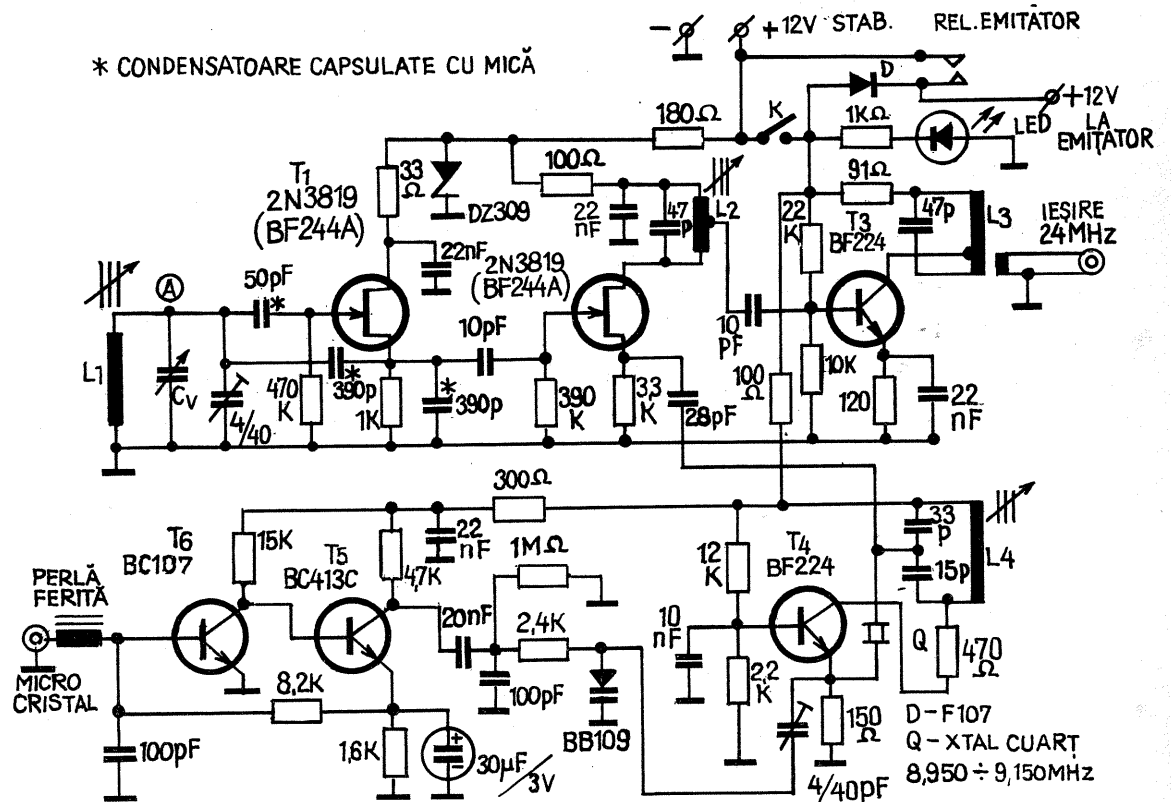 - +12V STAB. REL.EMIȚĂTOR
* CONDENSATOARE CAPSULATE CU MICĂ
D
+12V
LA
EMIȚĂTOR
180Ω
K
1KΩ
LED
T1
2N3819
(BF244A)
33
Ω
DZ309
100Ω
22
nF
47
p
L2
91Ω
47p
L3
IEȘIRE
24MHz
22
K
T3
BF224
22nF
2N3819
(BF244A)
50pF
*
A
10pF
10
pF
L1
CV
4/40
470
K
390p
*
1K
*
390p
390
K
3,3
K
28pF
100
Ω
10K
120
22
nF
300Ω
T6
BC107
15K
T5
BC413C
4,7K
22
nF
1MΩ
12
K
T4
BF224
33
p
15p
L4
PERLĂ
FERITĂ
20nF
2,4K
10
nF
Q
470
Ω
MICRO
CRISTAL
8,2K
100pF
BB109
2,2
K
150
Ω
D-F107
Q-XTAL CUARȚ
8,950÷9,150MHz
100pF
1,6K
+
-
30µF/3V
4/40pF